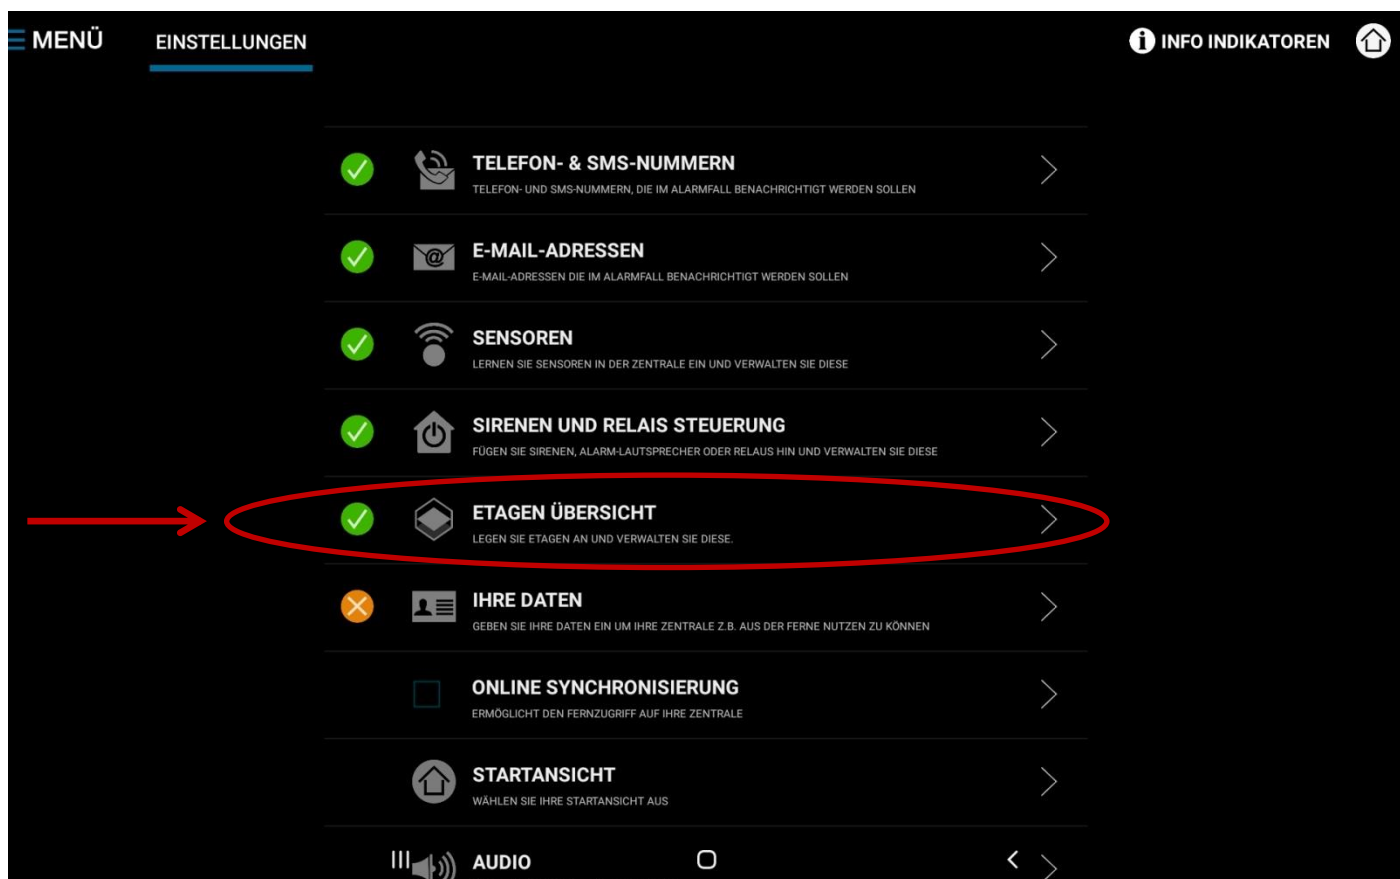 MENÜ EINSTELLUNGEN INFO INDIKATOREN
TELEFON- & SMS-NUMMERN
TELEFON- UND SMS-NUMMERN, DIE IM ALARMFALL BENACHRICHTIGT WERDEN SOLLEN
E-MAIL-ADRESSEN
E-MAIL-ADRESSEN DIE IM ALARMFALL BENACHRICHTIGT WERDEN SOLLEN
SENSOREN
LERNEN SIE SENSOREN IN DER ZENTRALE EIN UND VERWALTEN SIE DIESE
SIRENEN UND RELAIS STEUERUNG
FÜGEN SIE SIRENEN, ALARM-LAUTSPRECHER ODER RELAUS HIN UND VERWALTEN SIE DIESE
ETAGEN ÜBERSICHT
LEGEN SIE ETAGEN AN UND VERWALTEN SIE DIESE.
IHRE DATEN
GEBEN SIE IHRE DATEN EIN UM IHRE ZENTRALE Z.B. AUS DER FERNE NUTZEN ZU KÖNNEN
ONLINE SYNCHRONISIERUNG
ERMÖGLICHT DEN FERNZUGRIFF AUF IHRE ZENTRALE
STARTANSICHT
WÄHLEN SIE IHRE STARTANSICHT AUS
AUDIO